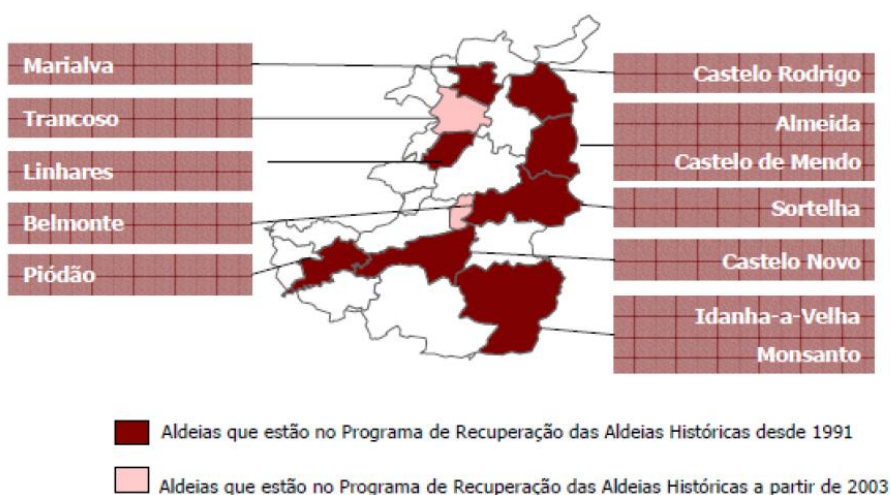 Marialva
Trancoso
Linhares
Belmonte
Piódão
Castelo Rodrigo
Almeida
Castelo de Mendo
Sortelha
Castelo Novo
Idanha-a-Velha
Monsanto
Aldeias que estão no Programa de Recuperação das Aldeias Históricas desde 1991
Aldeias que estão no Programa de Recuperação das Aldeias Históricas a partir de 2003